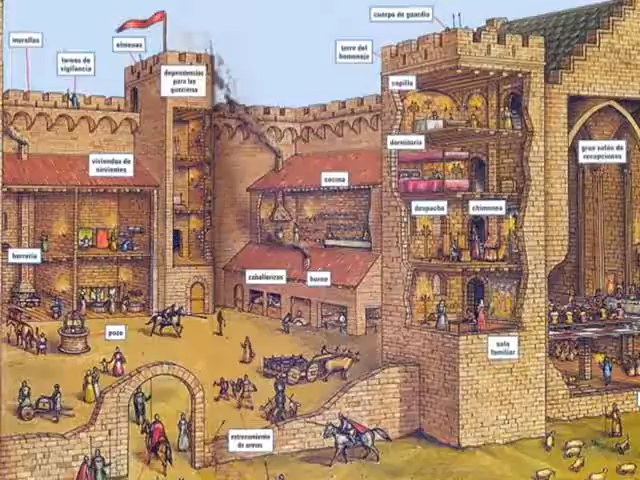 cuerpo de guardia
murallas
almenas
torre del
homenaje
torres de
vigilancia
dependencias
para los
guerreros
capilla
dormitorio
gran salón de
recepciones
viviendas de
sirvientes
cocina
despacho
chimenea
herrería
caballerizas
horno
pozo
sala
familiar
entrenamiento
de armas